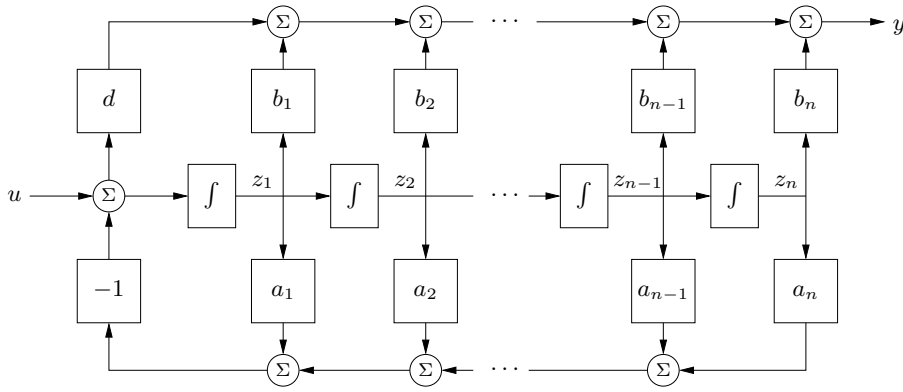 Σ Σ ⋯ Σ Σ y
d b₁ b₂ bₙ₋₁ bₙ
u Σ ∫ z₁ ∫ z₂ ⋯ ∫ zₙ₋₁ ∫ zₙ
−1 a₁ a₂ aₙ₋₁ aₙ
Σ Σ ⋯ Σ